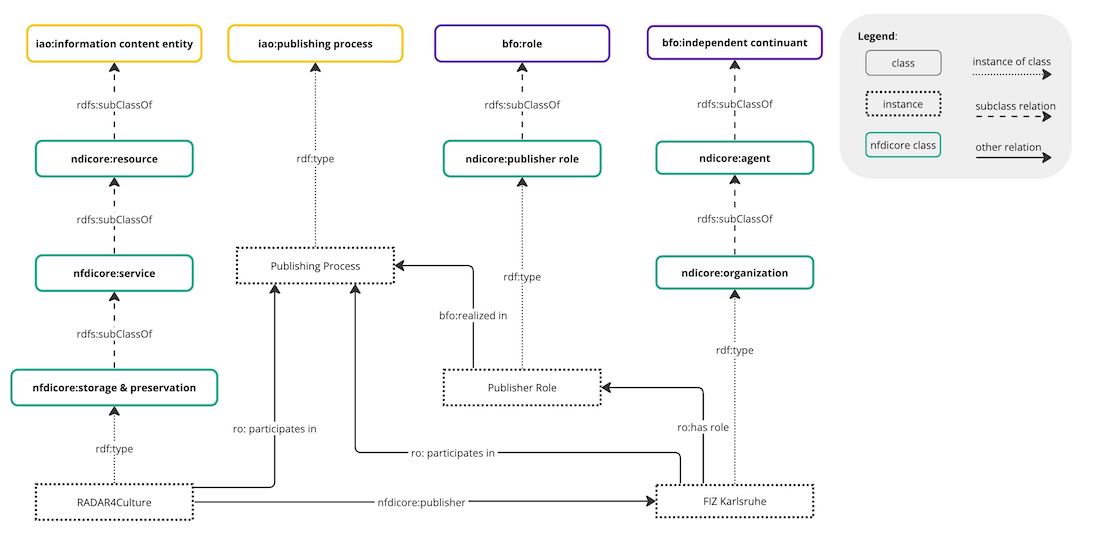 iao:information content entity
iao:publishing process
bfo:role
bfo:independent continuant
Legend:
class
instance of class
instance
subclass relation
nfdicore class
other relation
rdfs:subClassOf
rdfs:subClassOf
rdfs:subClassOf
ndicore:resource
rdf:type
ndicore:publisher role
ndicore:agent
rdfs:subClassOf
rdfs:subClassOf
nfdicore:service
Publishing Process
rdf:type
ndicore:organization
bfo:realized in
rdfs:subClassOf
rdf:type
nfdicore:storage & preservation
Publisher Role
ro: participates in
ro:has role
rdf:type
ro: participates in
RADAR4Culture
nfdicore:publisher
FIZ Karlsruhe